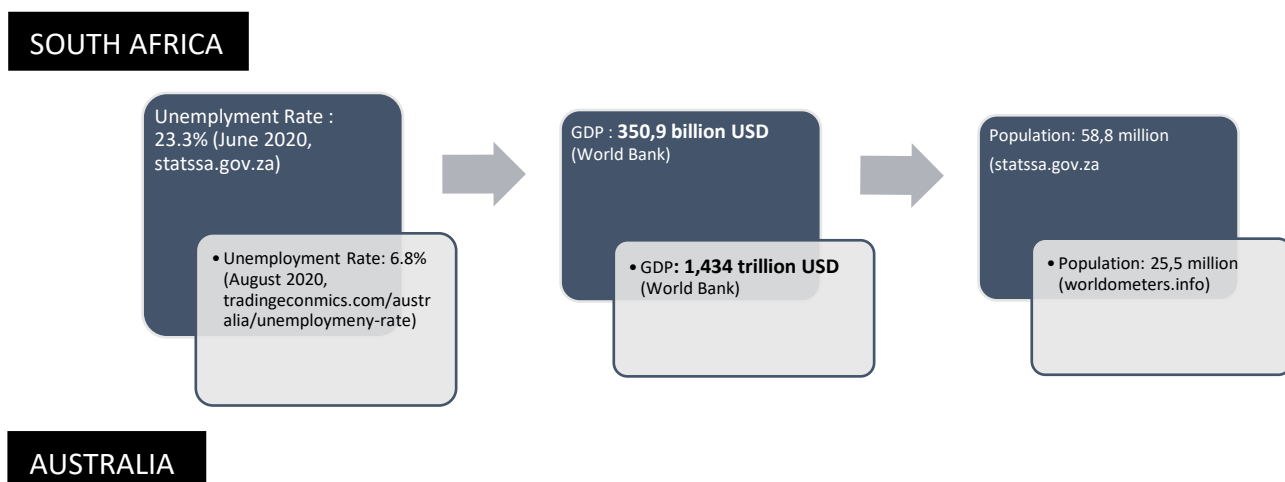 SOUTH AFRICA
Unemplyment Rate :
23.3% (June 2020,
statssa.gov.za)
• Unemployment Rate: 6.8%
(August 2020,
tradingeconmics.com/austr
alia/unemploymeny-rate)
GDP : 350,9 billion USD
(World Bank)
• GDP: 1,434 trillion USD
(World Bank)
Population: 58,8 million
(statssa.gov.za
• Population: 25,5 million
(worldometers.info)
AUSTRALIA